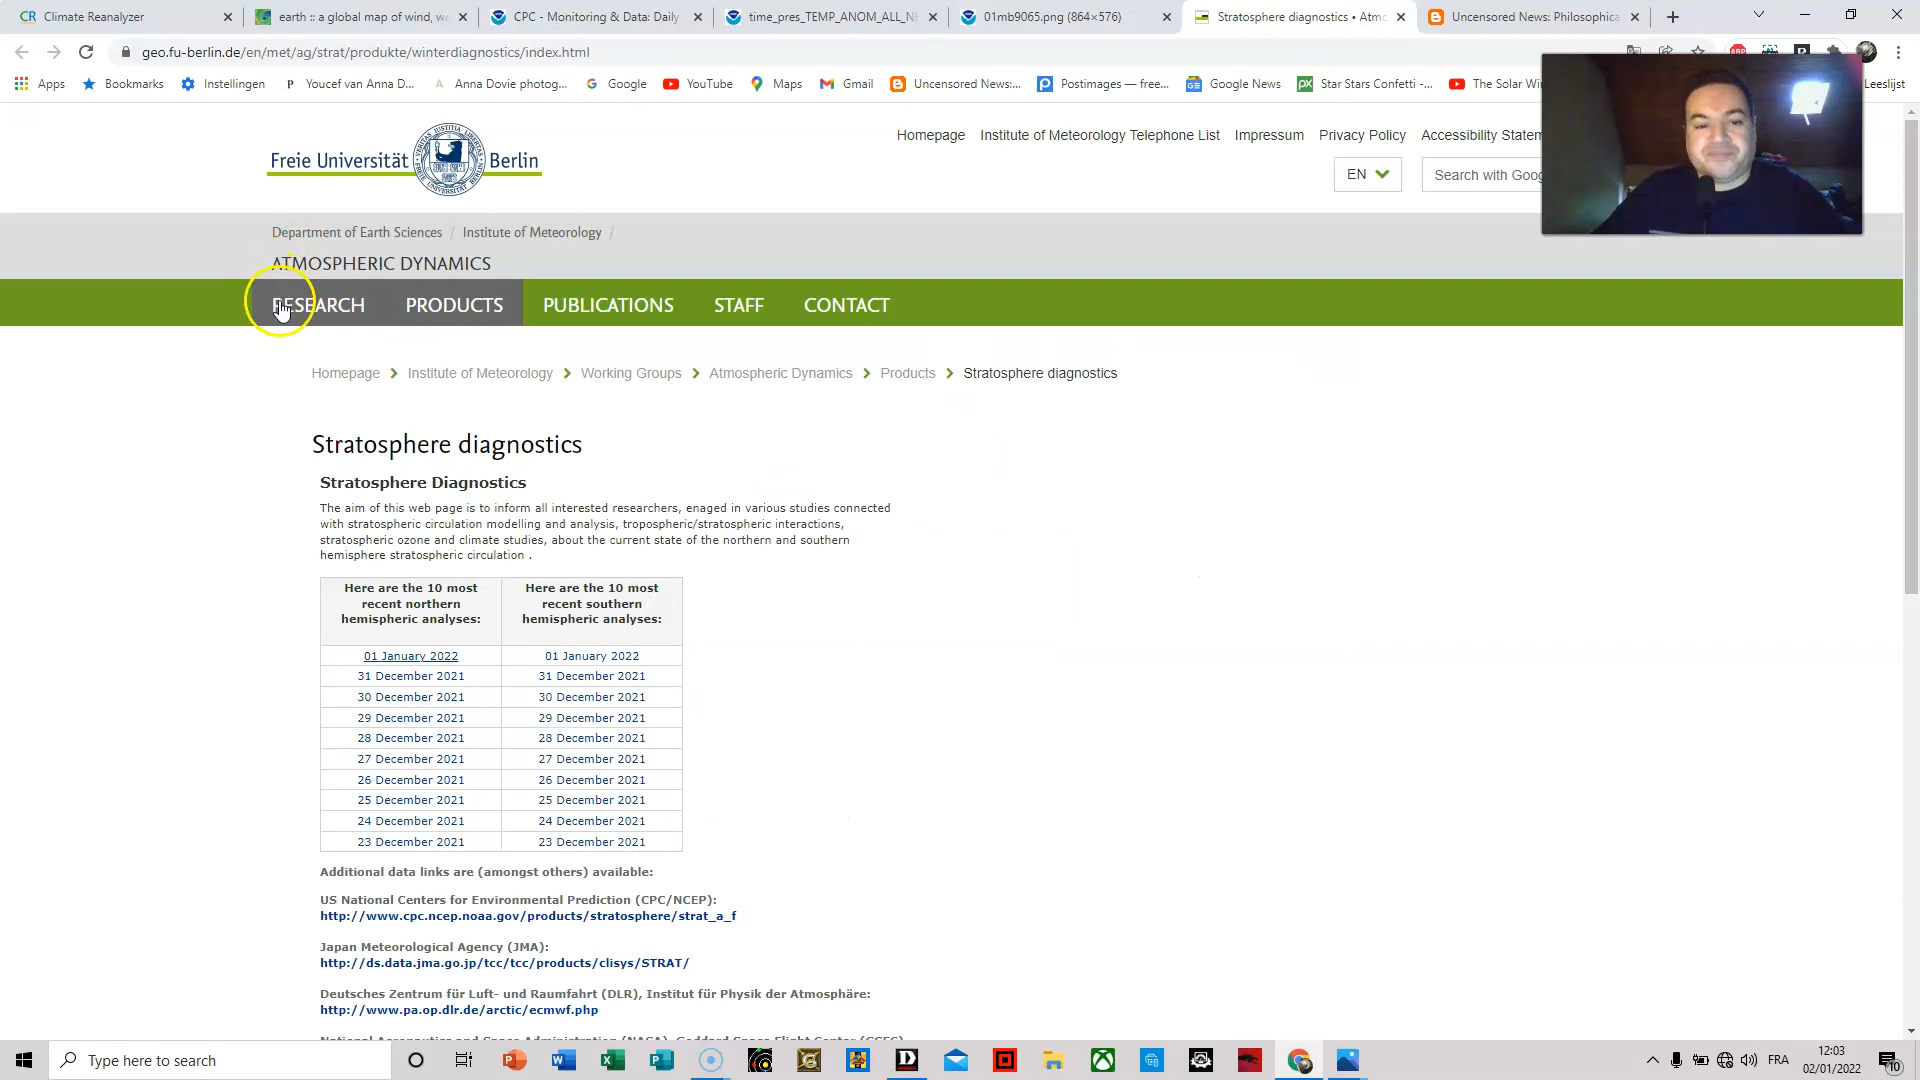 Climate Reanalyzer
earth :: a global map of wind, we
CPC - Monitoring & Data: Daily
time_pres_TEMP_ANOM_ALL_NH
01mb9065.png (864×576)
Stratosphere diagnostics • Atmo
Uncensored News: Philosophica
geo.fu-berlin.de/en/met/ag/strat/produkte/winterdiagnostics/index.html
Apps
Bookmarks
Instellingen
Youcef van Anna D...
Anna Dovie photog...
Google
YouTube
Maps
Gmail
Uncensored News:...
Postimages — free...
Google News
Star Stars Confetti -...
The Solar Wi
Leeslijst
Freie Universität Berlin
Homepage
Institute of Meteorology Telephone List
Impressum
Privacy Policy
Accessibility Statem
EN
Search with Goog
Department of Earth Sciences / Institute of Meteorology /
ATMOSPHERIC DYNAMICS
RESEARCH
PRODUCTS
PUBLICATIONS
STAFF
CONTACT
Homepage > Institute of Meteorology > Working Groups > Atmospheric Dynamics > Products > Stratosphere diagnostics
Stratosphere diagnostics
Stratosphere Diagnostics
The aim of this web page is to inform all interested researchers, enaged in various studies connected
with stratospheric circulation modelling and analysis, tropospheric/stratospheric interactions,
stratospheric ozone and climate studies, about the current state of the northern and southern
hemisphere stratospheric circulation .
Here are the 10 most
recent northern
hemispheric analyses:
Here are the 10 most
recent southern
hemispheric analyses:
01 January 2022 01 January 2022
31 December 2021 31 December 2021
30 December 2021 30 December 2021
29 December 2021 29 December 2021
28 December 2021 28 December 2021
27 December 2021 27 December 2021
26 December 2021 26 December 2021
25 December 2021 25 December 2021
24 December 2021 24 December 2021
23 December 2021 23 December 2021
Additional data links are (amongst others) available:
US National Centers for Environmental Prediction (CPC/NCEP):
http://www.cpc.ncep.noaa.gov/products/stratosphere/strat_a_f
Japan Meteorological Agency (JMA):
http://ds.data.jma.go.jp/tcc/tcc/products/clisys/STRAT/
Deutsches Zentrum für Luft- und Raumfahrt (DLR), Institut für Physik der Atmosphäre:
http://www.pa.op.dlr.de/arctic/ecmwf.php
National Aeronautics and Space Administration (NASA), Goddard Space Flight Center (GSFC)
Type here to search
FRA
12:03
02/01/2022
10